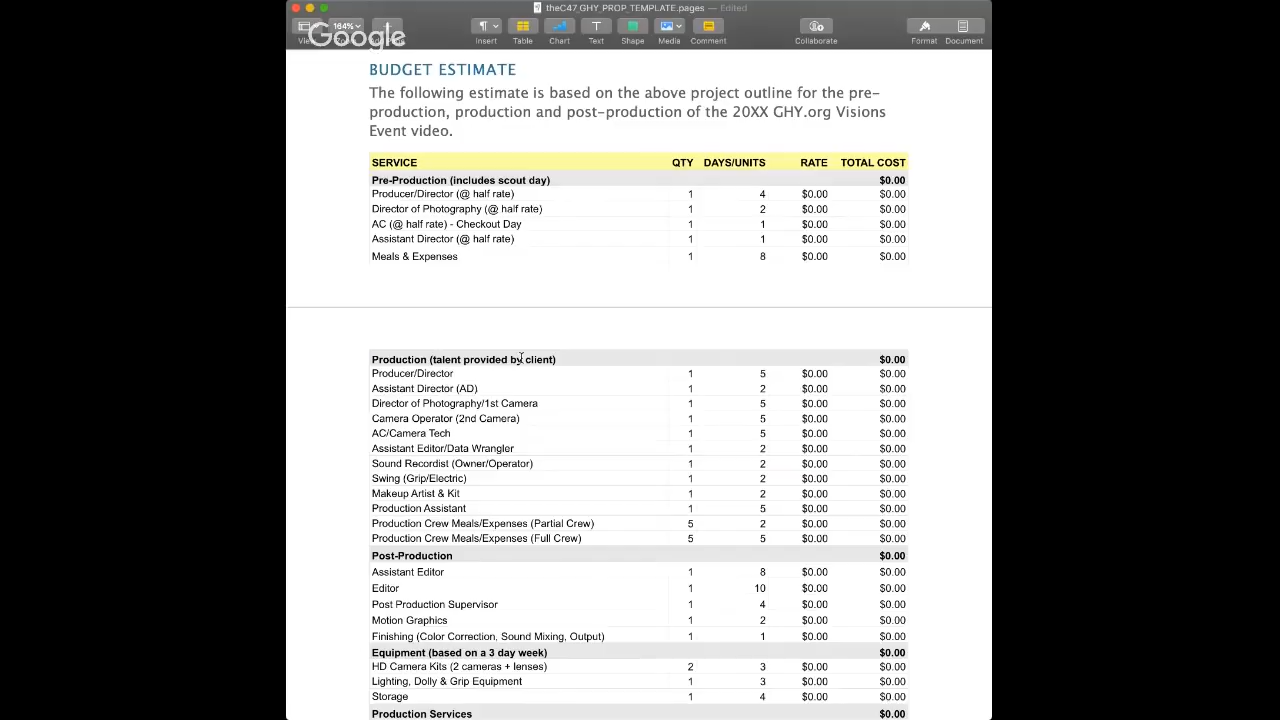 theC47_GHY_PROP_TEMPLATE.pages — Edited
164%
View
Google
Insert
Table
Chart
Text
Shape
Media
Comment
Collaborate
Format
Document
BUDGET ESTIMATE
The following estimate is based on the above project outline for the pre-
production, production and post-production of the 20XX GHY.org Visions
Event video.
SERVICE QTY DAYS/UNITS RATE TOTAL COST
Pre-Production (includes scout day) $0.00
Producer/Director (@ half rate) 1 4 $0.00 $0.00
Director of Photography (@ half rate) 1 2 $0.00 $0.00
AC (@ half rate) - Checkout Day 1 1 $0.00 $0.00
Assistant Director (@ half rate) 1 1 $0.00 $0.00
Meals & Expenses 1 8 $0.00 $0.00
Production (talent provided by client) $0.00
Producer/Director 1 5 $0.00 $0.00
Assistant Director (AD) 1 2 $0.00 $0.00
Director of Photography/1st Camera 1 5 $0.00 $0.00
Camera Operator (2nd Camera) 1 5 $0.00 $0.00
AC/Camera Tech 1 5 $0.00 $0.00
Assistant Editor/Data Wrangler 1 2 $0.00 $0.00
Sound Recordist (Owner/Operator) 1 2 $0.00 $0.00
Swing (Grip/Electric) 1 2 $0.00 $0.00
Makeup Artist & Kit 1 2 $0.00 $0.00
Production Assistant 1 5 $0.00 $0.00
Production Crew Meals/Expenses (Partial Crew) 5 2 $0.00 $0.00
Production Crew Meals/Expenses (Full Crew) 5 5 $0.00 $0.00
Post-Production $0.00
Assistant Editor 1 8 $0.00 $0.00
Editor 1 10 $0.00 $0.00
Post Production Supervisor 1 4 $0.00 $0.00
Motion Graphics 1 2 $0.00 $0.00
Finishing (Color Correction, Sound Mixing, Output) 1 1 $0.00 $0.00
Equipment (based on a 3 day week) $0.00
HD Camera Kits (2 cameras + lenses) 2 3 $0.00 $0.00
Lighting, Dolly & Grip Equipment 1 3 $0.00 $0.00
Storage 1 4 $0.00 $0.00
Production Services $0.00